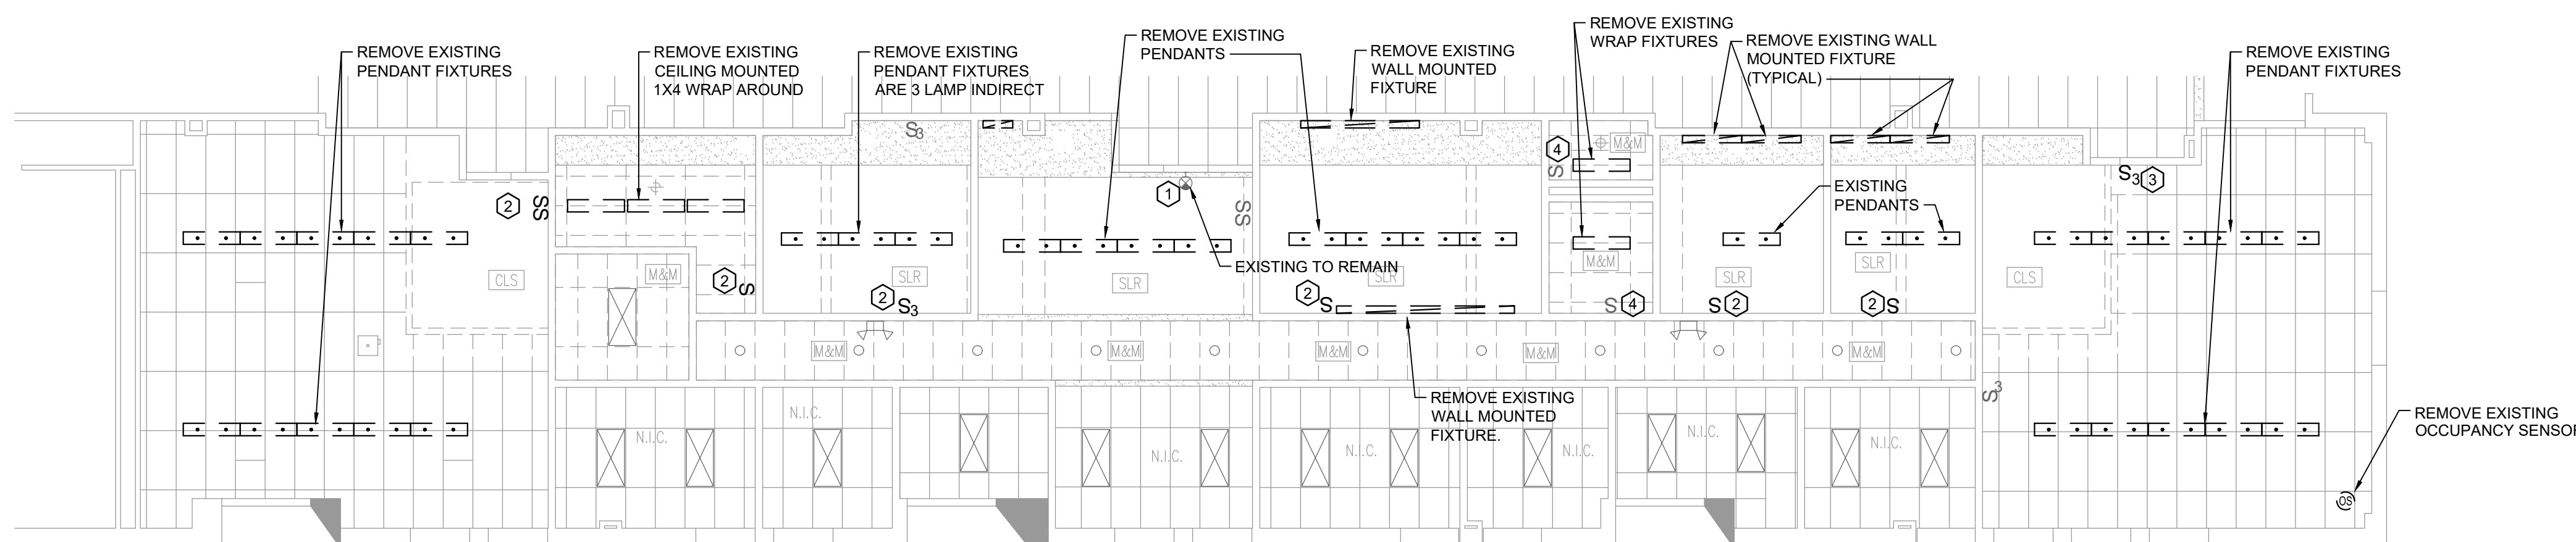 REMOVE EXISTING
PENDANT FIXTURES
REMOVE EXISTING
CEILING MOUNTED
1X4 WRAP AROUND
REMOVE EXISTING
PENDANT FIXTURES
ARE 3 LAMP INDIRECT
REMOVE EXISTING
PENDANTS
REMOVE EXISTING
WALL MOUNTED
FIXTURE
REMOVE EXISTING
WRAP FIXTURES
REMOVE EXISTING WALL
MOUNTED FIXTURE
(TYPICAL)
REMOVE EXISTING
PENDANT FIXTURES
S3
4
S
M&M
2
SS
1
SS
EXISTING
PENDANTS
S3
3
CLS
M&M
2
S
SLR
2
S3
SLR
EXISTING TO REMAIN
SLR
2
S
M&M
S
4
SLR
S
2
SLR
2
S
CLS
M&M
M&M
M&M
M&M
M&M
REMOVE EXISTING
WALL MOUNTED
FIXTURE.
S3
REMOVE EXISTING
OCCUPANCY SENSOR
N.I.C.
N.I.C.
N.I.C.
N.I.C.
N.I.C.
N.I.C.
N.I.C.
OS